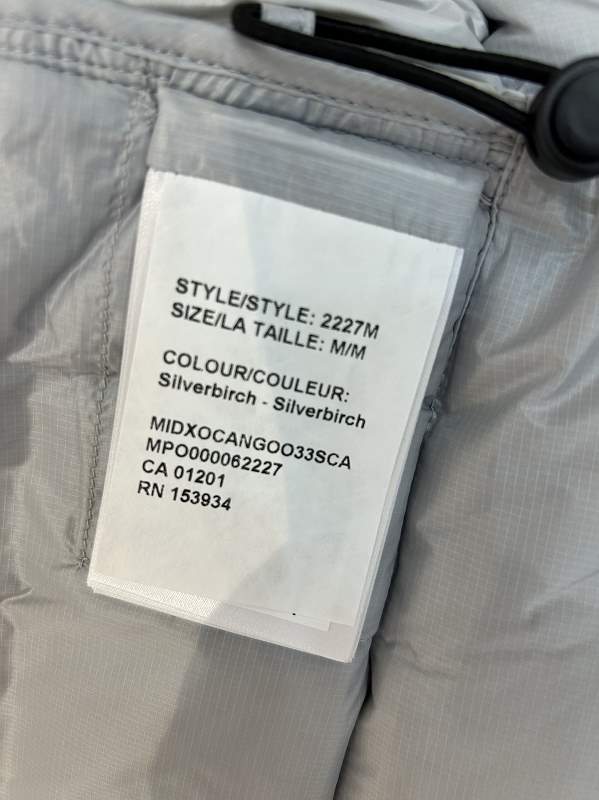 STYLE/STYLE: 2227M
SIZE/LA TAILLE: M/M
COLOUR/COULEUR:
Silverbirch - Silverbirch
MIDXOCANGOO33SCA
MPO000062227
CA 01201
RN 153934